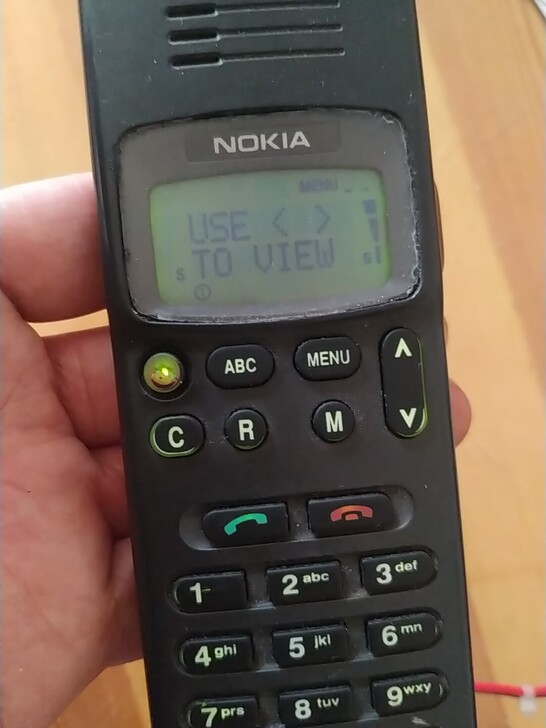 NOKIA
MENU
USE < >
S TO VIEW
ABC MENU
C R M
1 2 abc 3 def
4 ghi 5 jkl 6 mn
7 prs 8 tuv 9 wxy